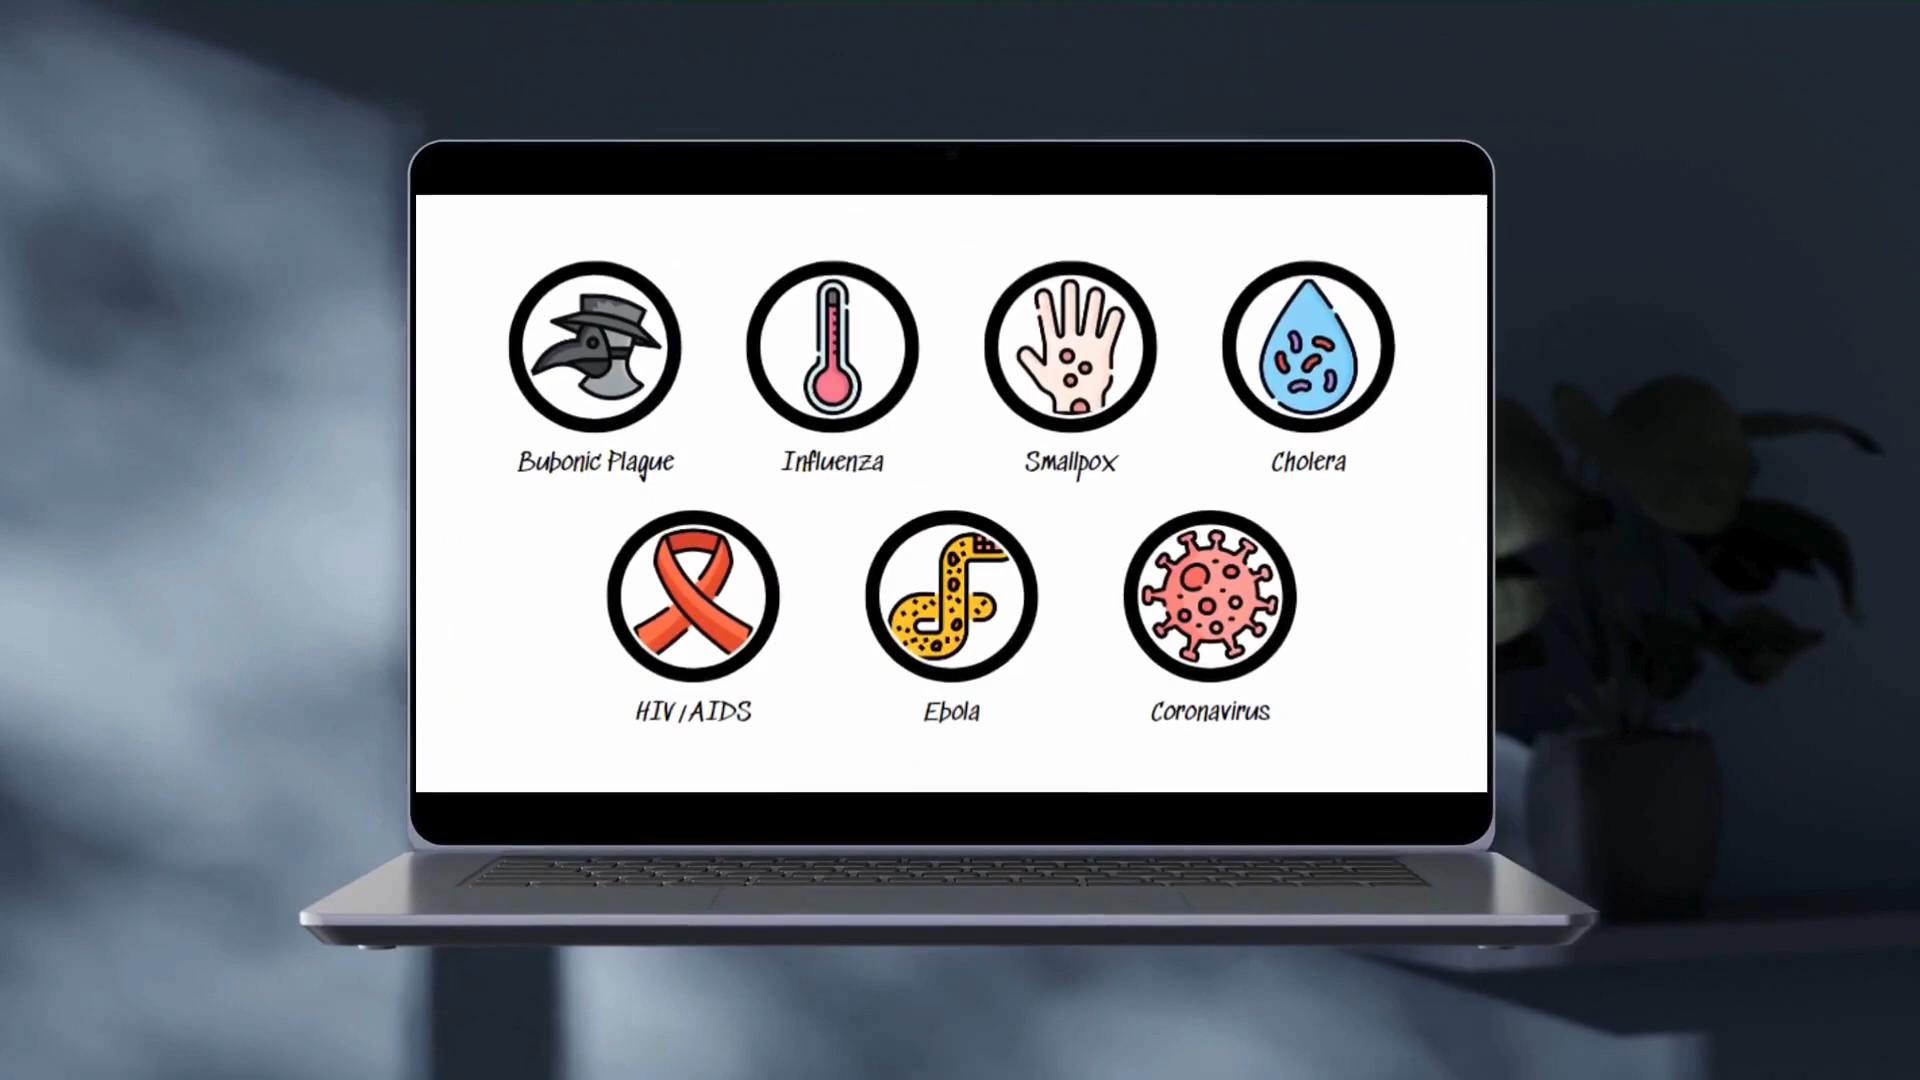 Bubonic Plague
Influenza
Smallpox
Cholera
HIV/AIDS
Ebola
Coronavirus